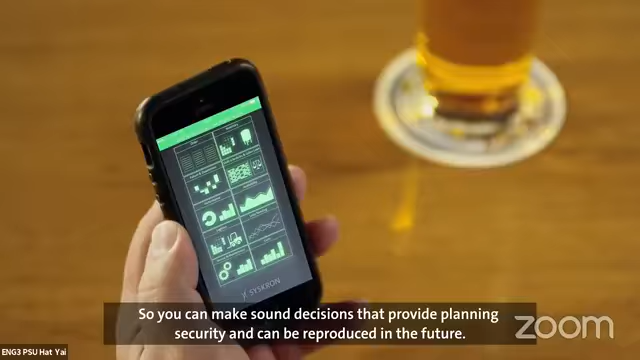 SYSKRON
So you can make sound decisions that provide planning
security and can be reproduced in the future.
zoom
ENG3 PSU Hat Yai